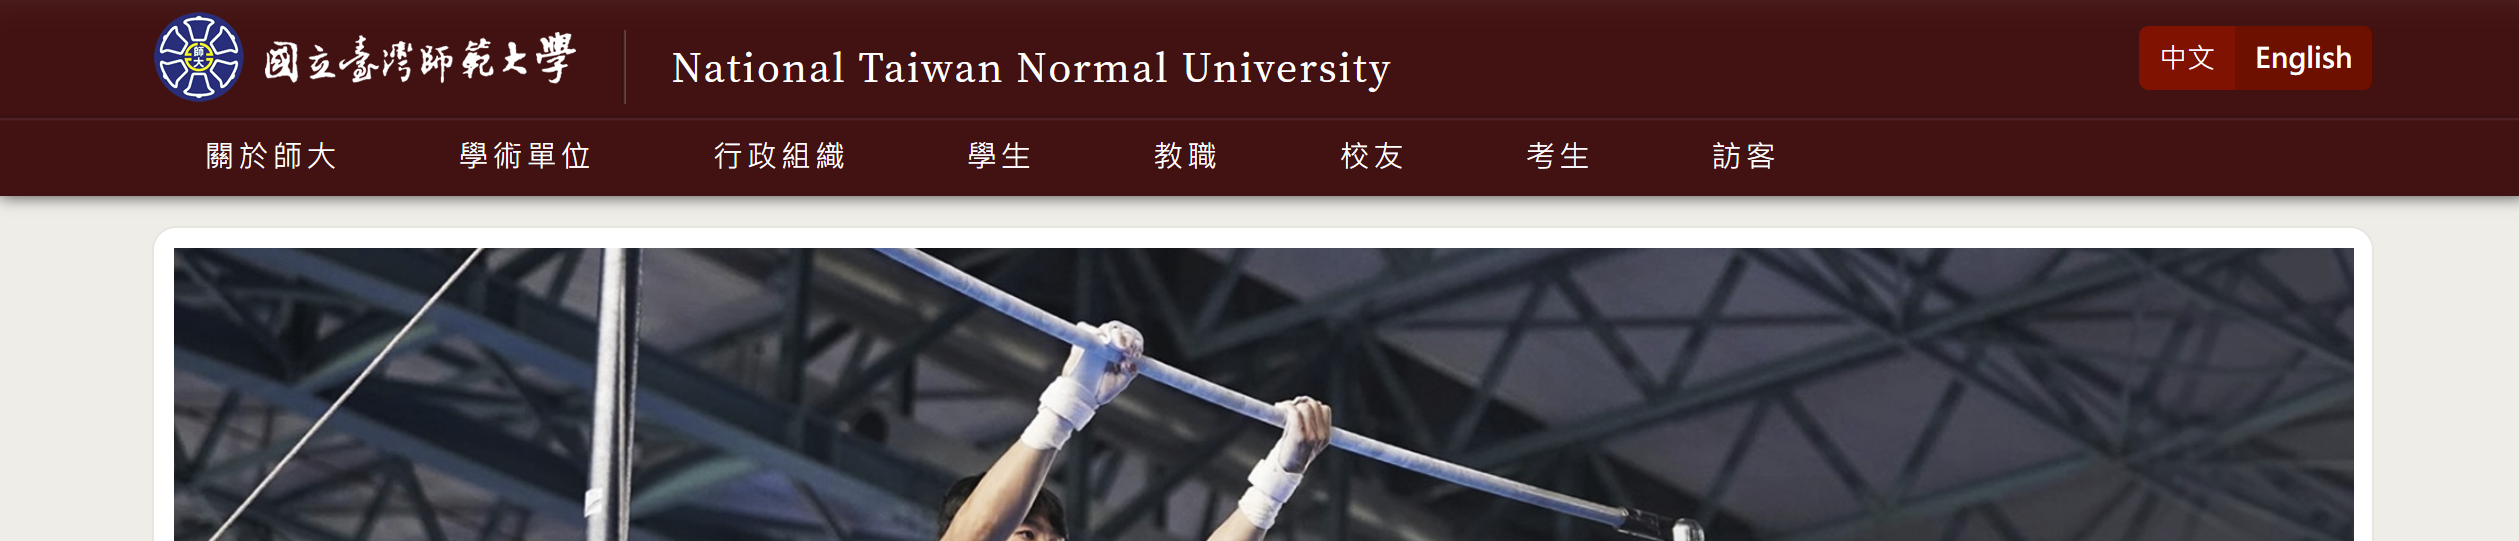 師大
國立臺灣師範大學
National Taiwan Normal University
中文 English
關於師大 學術單位 行政組織 學生 教職 校友 考生 訪客